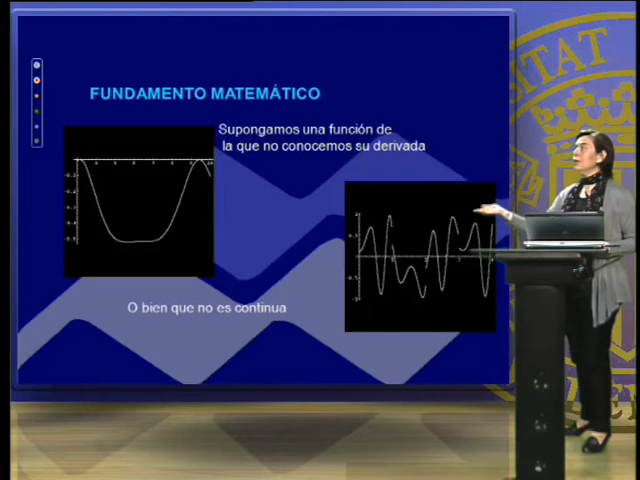 FUNDAMENTO MATEMÁTICO
Supongamos una función de
la que no conocemos su derivada
O bien que no es continua